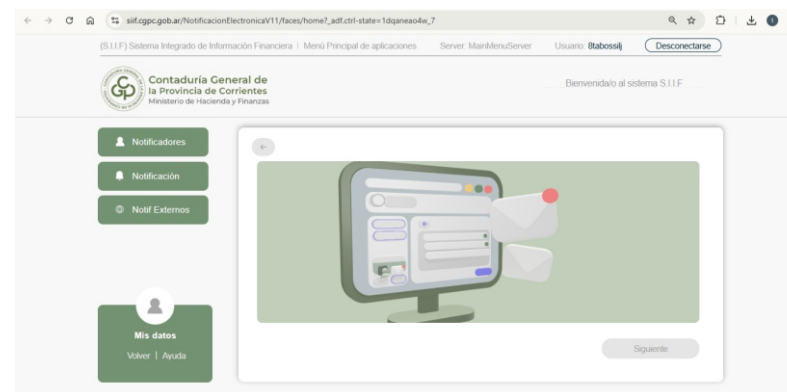 siif.cgpc.gob.ar/NotificacionElectronicaV11/faces/home?_adf.ctrl-state=1dqaneao4w_7
(S.I.I.F) Sistema Integrado de Información Financiera | Menú Principal de aplicaciones Server: MainMenuServer Usuario: 8tabossilj Desconectarse
CGP
Contaduría General de
la Provincia de Corrientes
Ministerio de Hacienda y Finanzas
Bienvenida/o al sistema S.I.I.F
Notificadores
Notificación
Notif Externos
Mis datos
Volver | Ayuda
Siguiente